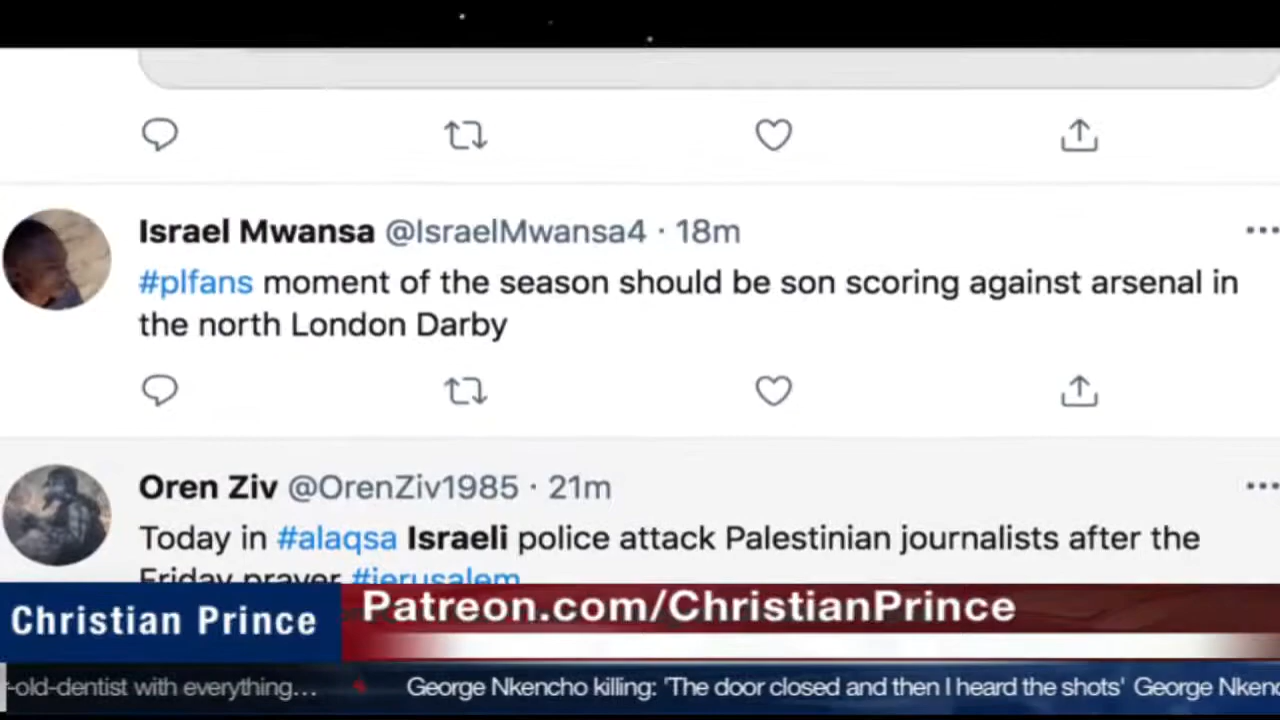 Israel Mwansa @IsraelMwansa4 · 18m
#plfans moment of the season should be son scoring against arsenal in
the north London Darby
Oren Ziv @OrenZiv1985 · 21m
Today in #alaqsa Israeli police attack Palestinian journalists after the
Friday prayer #jerusalem
Christian Prince
Patreon.com/ChristianPrince
-old-dentist with everything... George Nkencho killing: 'The door closed and then I heard the shots' George Nkenc